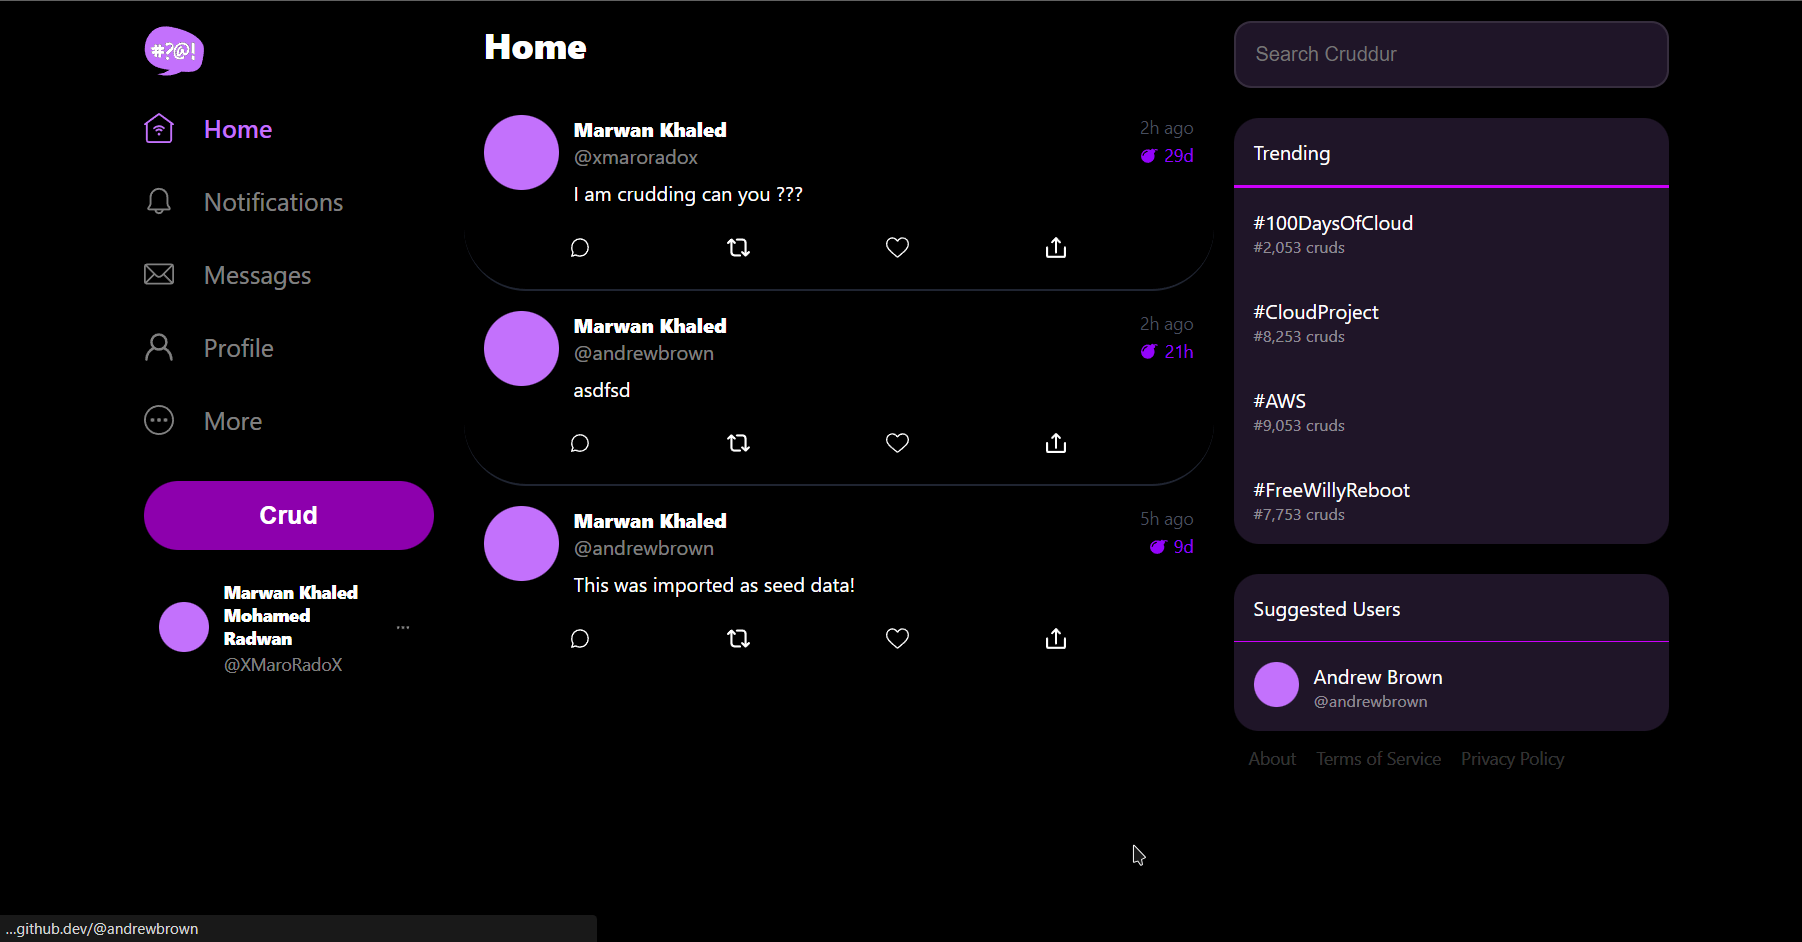 #?@!
Home
Notifications
Messages
Profile
More
Crud
Marwan Khaled
Mohamed
Radwan
@XMaroRadoX
...
Home
Marwan Khaled
2h ago
@xmaroradox
29d
I am crudding can you ???
Marwan Khaled
2h ago
@andrewbrown
21h
asdfsd
Marwan Khaled
5h ago
@andrewbrown
9d
This was imported as seed data!
Search Cruddur
Trending
#100DaysOfCloud
#2,053 cruds
#CloudProject
#8,253 cruds
#AWS
#9,053 cruds
#FreeWillyReboot
#7,753 cruds
Suggested Users
Andrew Brown
@andrewbrown
About Terms of Service Privacy Policy
...github.dev/@andrewbrown